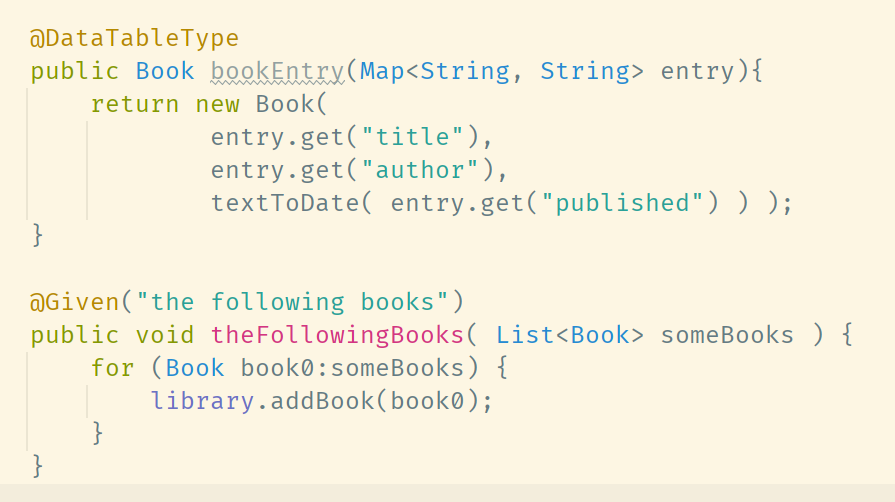 @DataTableType
public Book bookEntry(Map<String, String> entry){
    return new Book(
            entry.get("title"),
            entry.get("author"),
            textToDate( entry.get("published") ) );
}

@Given("the following books")
public void theFollowingBooks( List<Book> someBooks ) {
    for (Book book0:someBooks) {
        library.addBook(book0);
    }
}